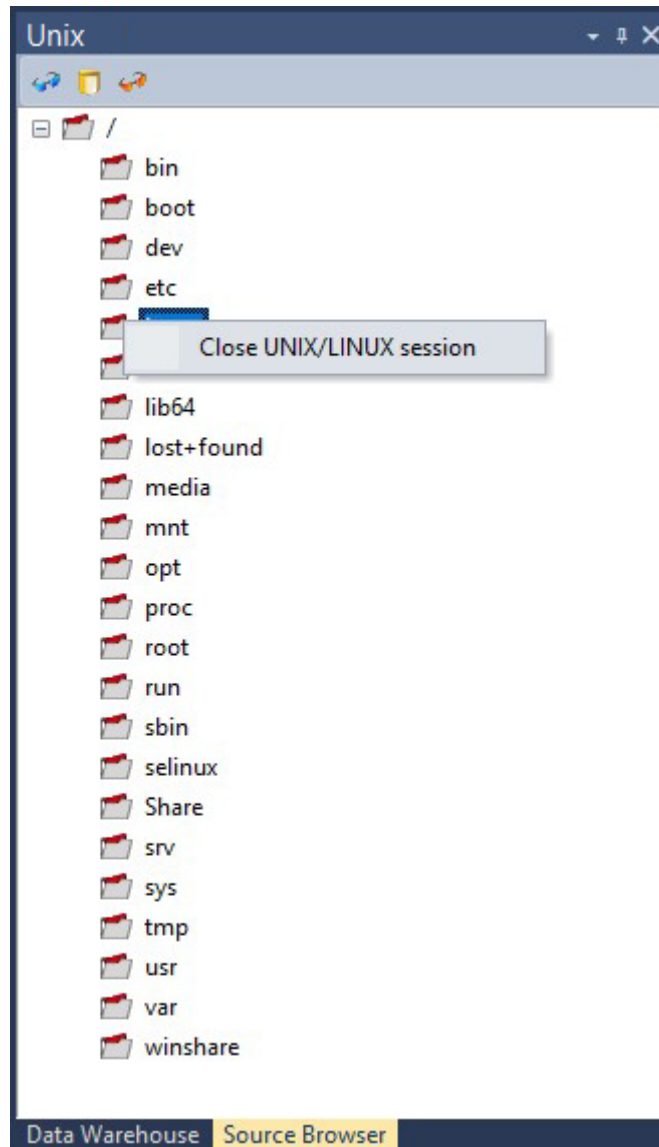 Unix
/
bin
boot
dev
etc
Close UNIX/LINUX session
lib64
lost+found
media
mnt
opt
proc
root
run
sbin
selinux
Share
srv
sys
tmp
usr
var
winshare
Data Warehouse Source Browser